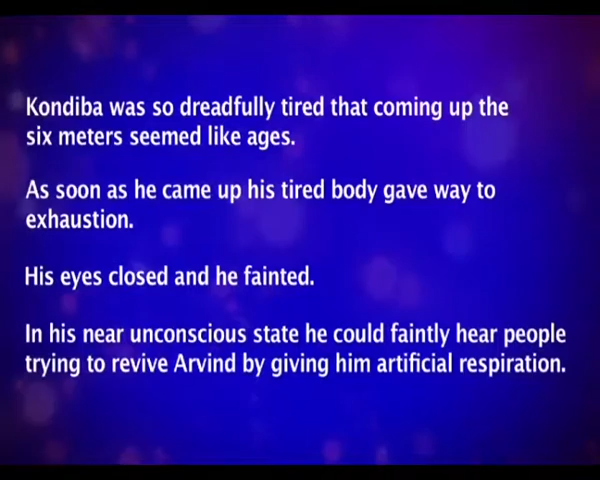 Kondiba was so dreadfully tired that coming up the
six meters seemed like ages.
As soon as he came up his tired body gave way to
exhaustion.
His eyes closed and he fainted.
In his near unconscious state he could faintly hear people
trying to revive Arvind by giving him artificial respiration.